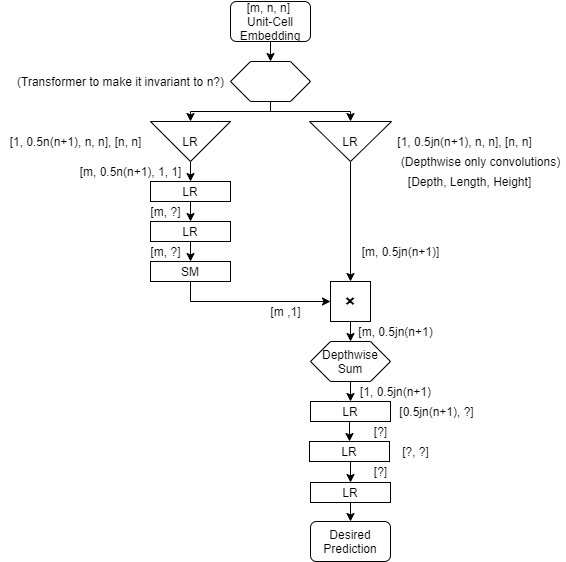 [m, n, n]
Unit-Cell
Embedding
(Transformer to make it invariant to n?)
[1, 0.5n(n+1), n, n], [n, n]
LR
LR
[1, 0.5jn(n+1), n, n], [n, n]
(Depthwise only convolutions)
[Depth, Length, Height]
[m, 0.5n(n+1), 1, 1]
LR
[m, ?]
LR
[m, ?]
SM
[m, 0.5jn(n+1)]
[m ,1]
×
[m, 0.5jn(n+1)
Depthwise
Sum
[1, 0.5jn(n+1)
LR
[0.5jn(n+1), ?]
[?]
LR
[?, ?]
[?]
LR
Desired
Prediction